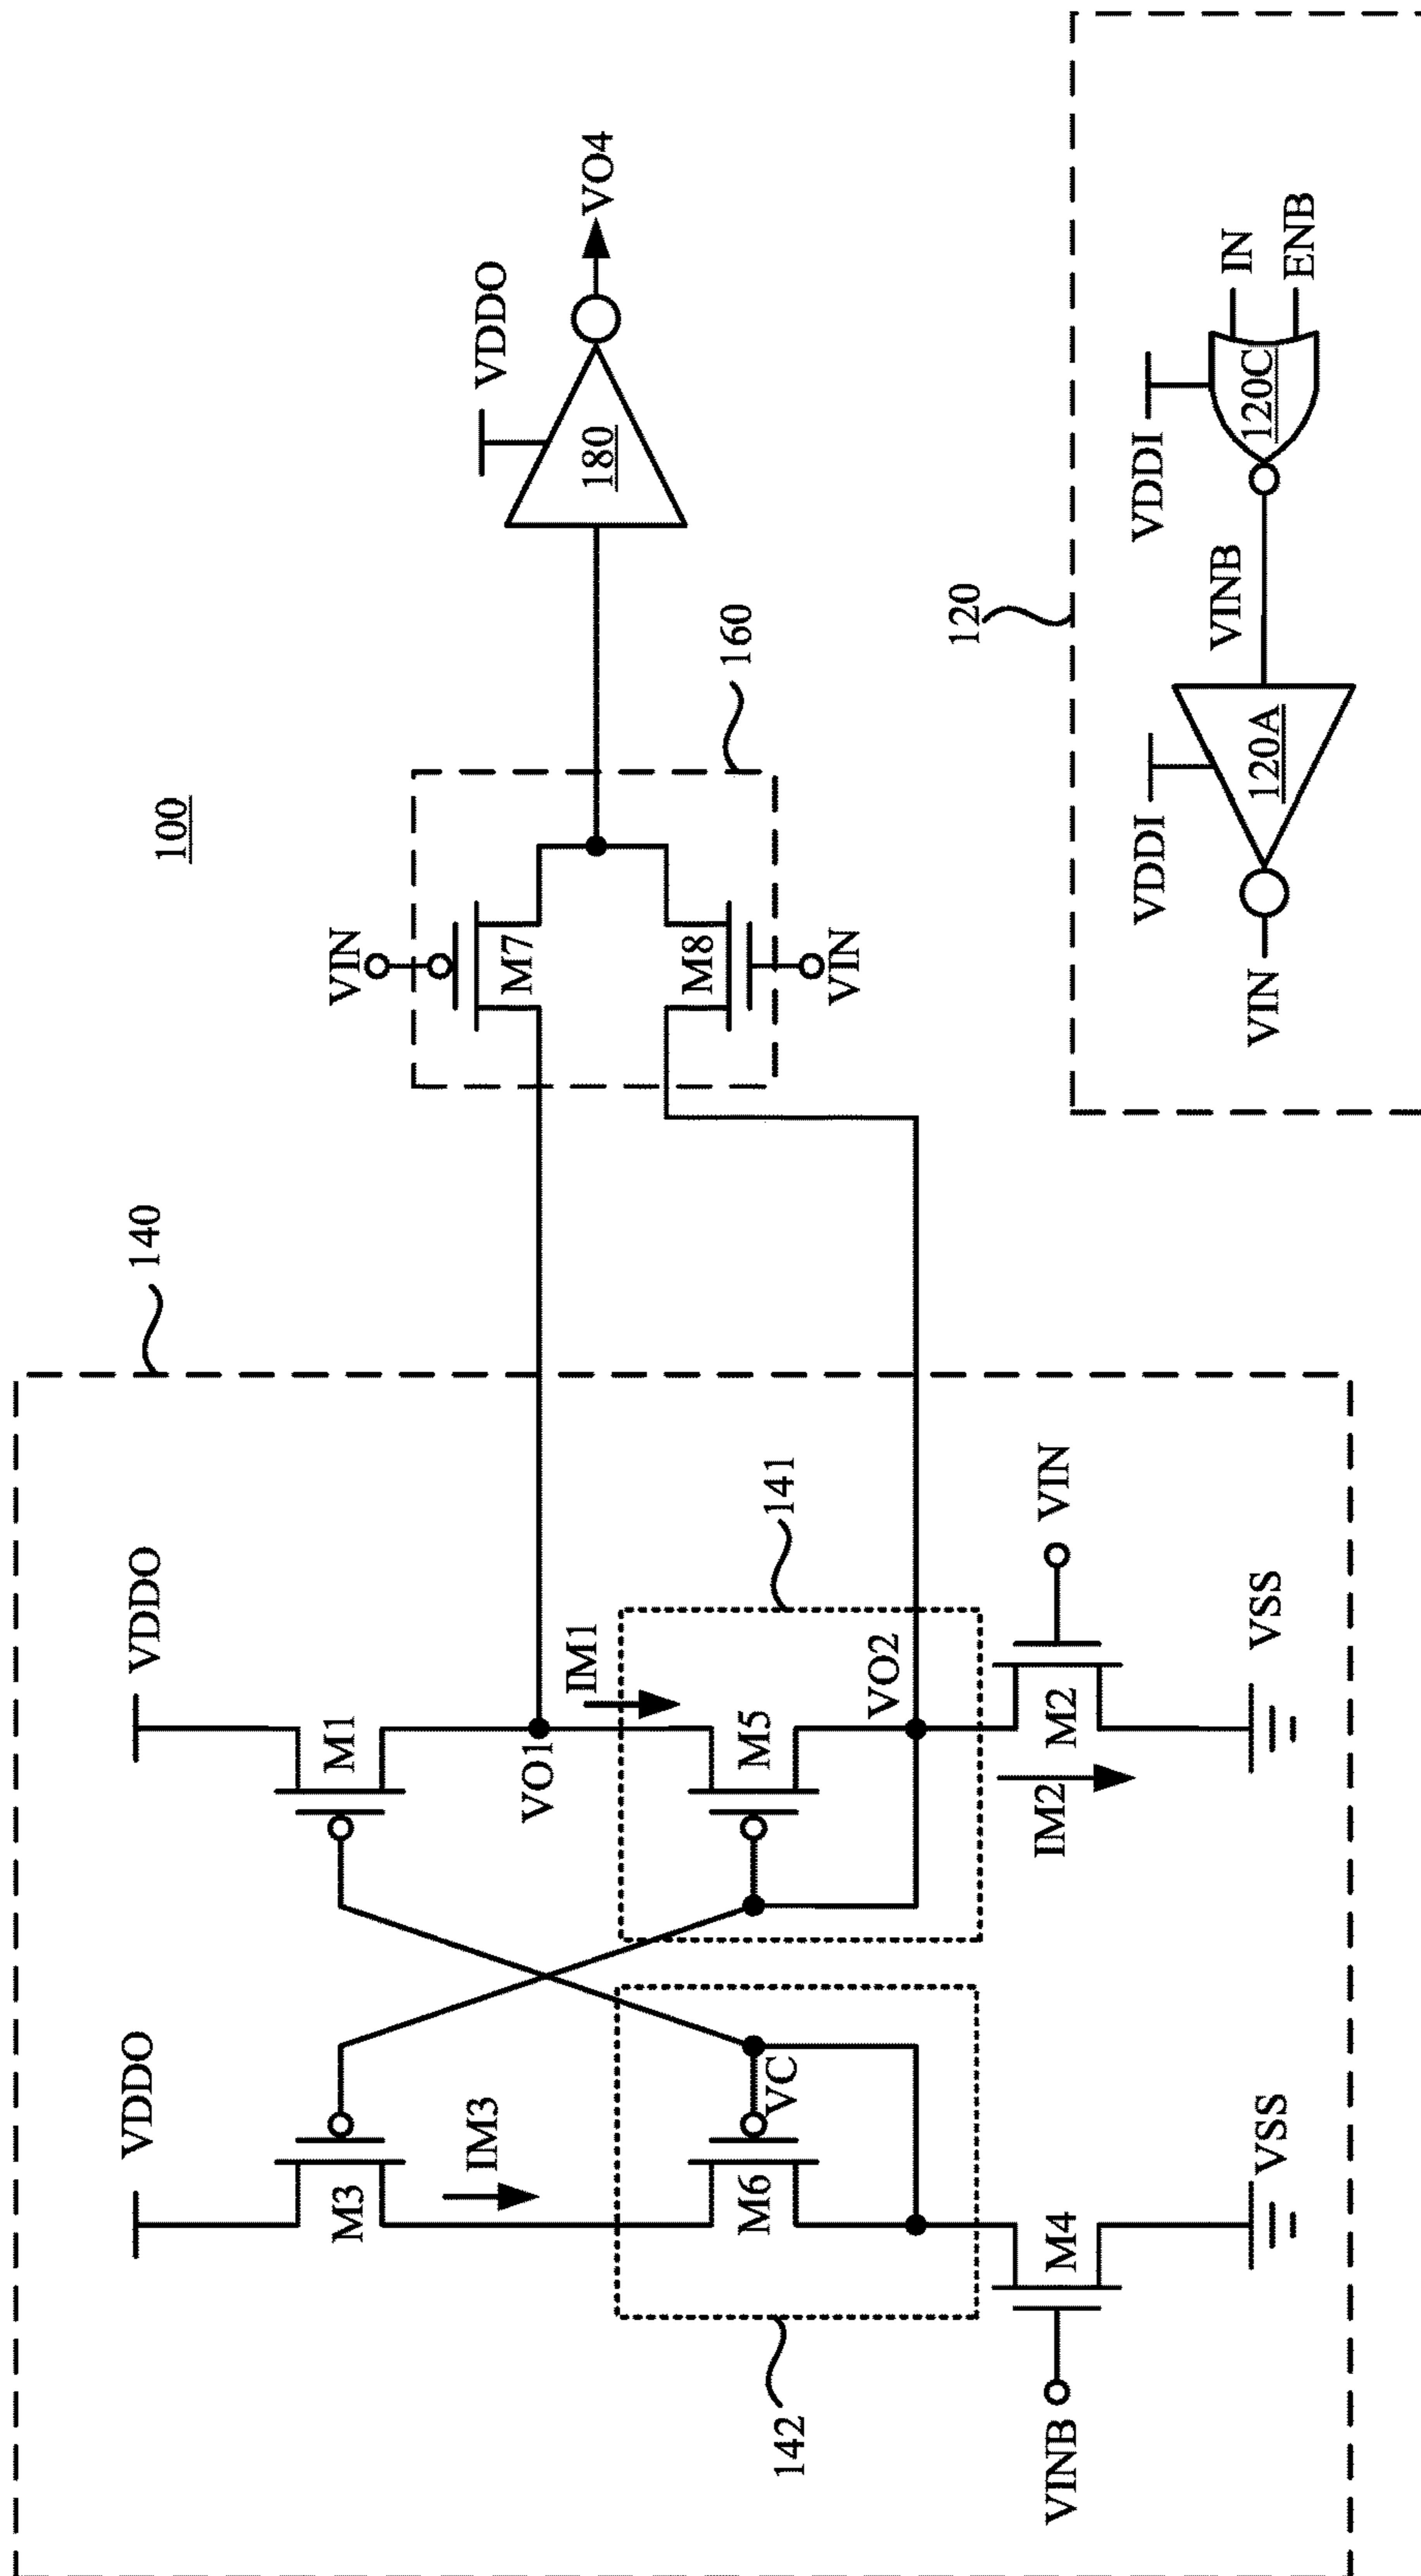 100
140
VDDO
VDDO
M3
M1
IM3
VO1
IM1
142
M6
VC
M5
141
VO2
VINB
M4
IM2
M2
VIN
VSS
VSS
160
VIN
M7
M8
VIN
VDDO
180
VO4
120
VDDI
VDDI
VIN
120A
VINB
120C
IN
ENB